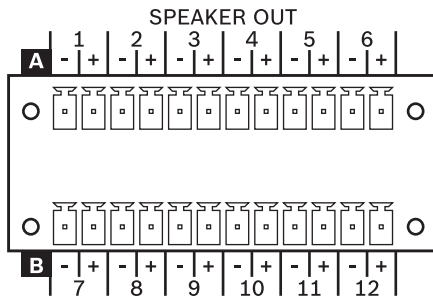 SPEAKER OUT
1 2 3 4 5 6
A - + - + - + - + - + - +
B - + - + - + - + - + - +
7 8 9 10 11 12